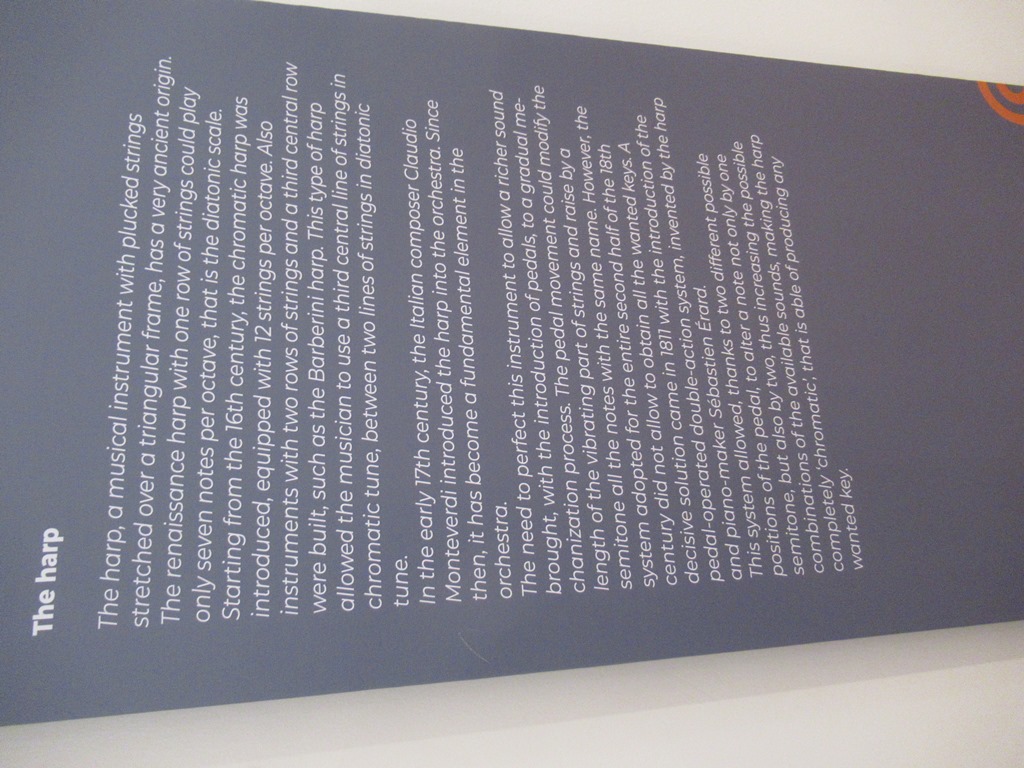 The harp
The harp, a musical instrument with plucked strings
stretched over a triangular frame, has a very ancient origin.
The renaissance harp with one row of strings could play
only seven notes per octave, that is the diatonic scale.
Starting from the 16th century, the chromatic harp was
introduced, equipped with 12 strings per octave. Also
instruments with two rows of strings and a third central row
were built, such as the Barberini harp. This type of harp
allowed the musician to use a third central line of strings in
chromatic tune, between two lines of strings in diatonic
tune.
In the early 17th century, the Italian composer Claudio
Monteverdi introduced the harp into the orchestra. Since
then, it has become a fundamental element in the
orchestra.
The need to perfect this instrument to allow a richer sound
brought, with the introduction of pedals, to a gradual me-
chanization process. The pedal movement could modify the
length of the vibrating part of strings and raise by a
semitone all the notes with the same name. However, the
system adopted for the entire second half of the 18th
century did not allow to obtain all the wanted keys. A
decisive solution came in 1811 with the introduction of the
pedal-operated double-action system, invented by the harp
and piano-maker Sébastien Érard.
This system allowed, thanks to two different possible
positions of the pedal, to alter a note not only by one
semitone, but also by two, thus increasing the possible
combinations of the available sounds, making the harp
completely 'chromatic', that is able of producing any
wanted key.